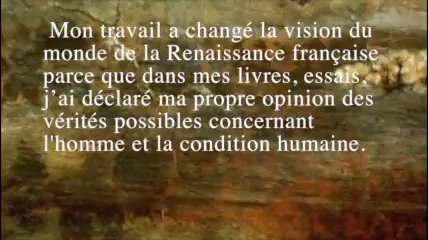 Mon travail a changé la vision du
monde de la Renaissance française
parce que dans mes livres, essais,
j'ai déclaré ma propre opinion des
vérités possibles concernant
l'homme et la condition humaine.